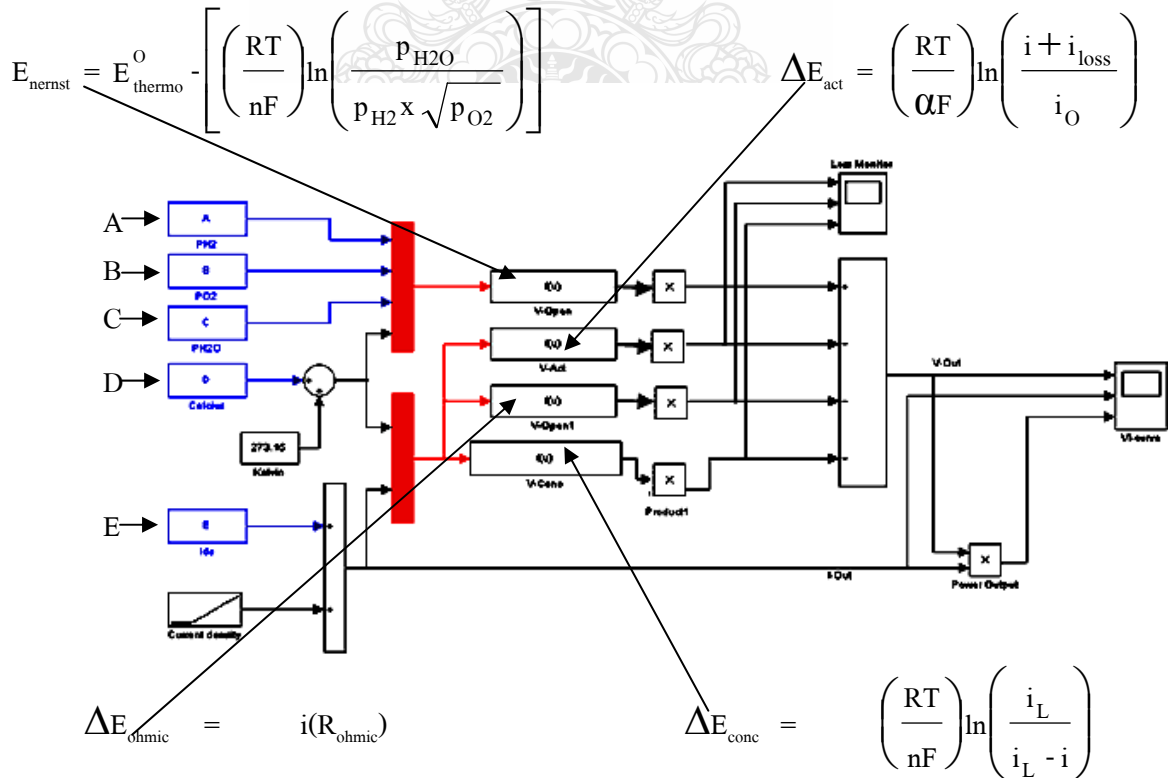 E_nernst = E^O_thermo - [ ( RT / nF ) ln ( p_H2O / p_H2 x √p_O2 ) ]
ΔE_act = ( RT / αF ) ln ( i + i_loss / i_O )
Loss Monitor
A
A
PH2
B
B
PO2
C
C
PH2O
D
D
Celcius
273.15
Kelvin
E
E
Current density
f(u)
V-Open
×
f(u)
V-Act
×
f(u)
V-Open1
×
f(u)
V-Conc
×
Product1
V-Out
VI-curve
I-Out
×
Power Output
ΔE_ohmic = i(R_ohmic)
ΔE_conc = ( RT / nF ) ln ( i_L / i_L - i )